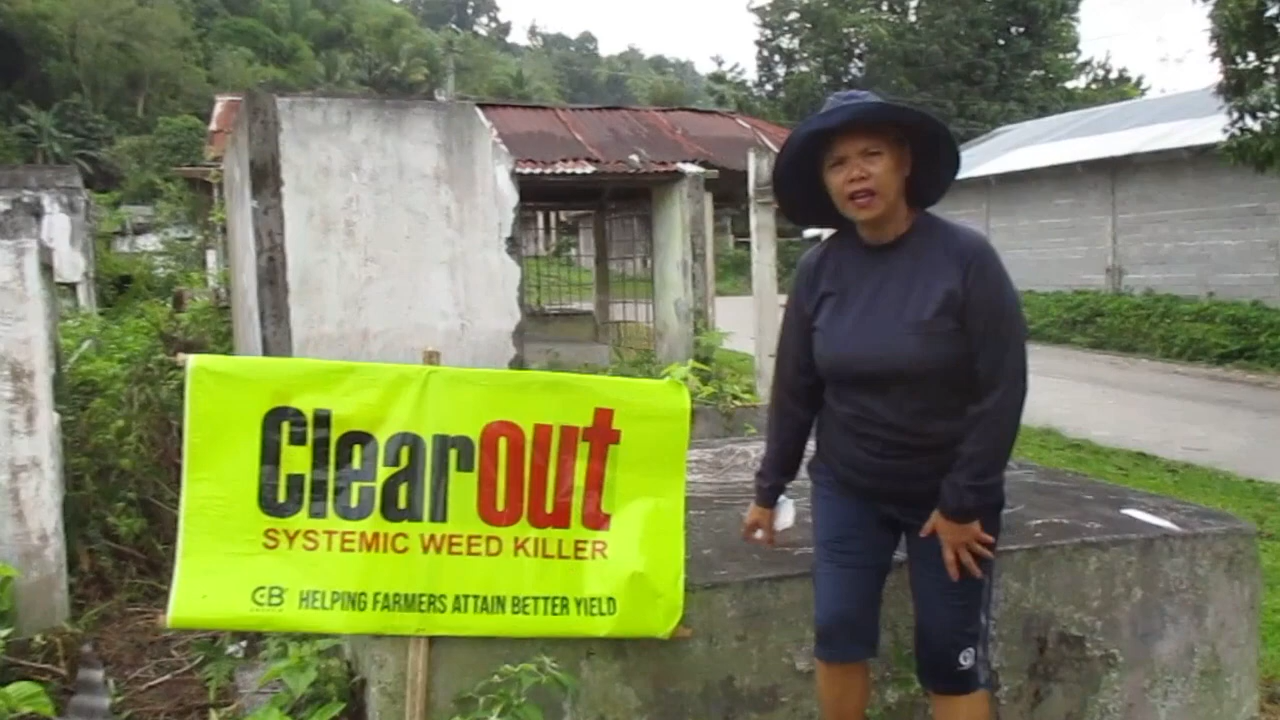 ClearOut
SYSTEMIC WEED KILLER
CB HELPING FARMERS ATTAIN BETTER YIELD